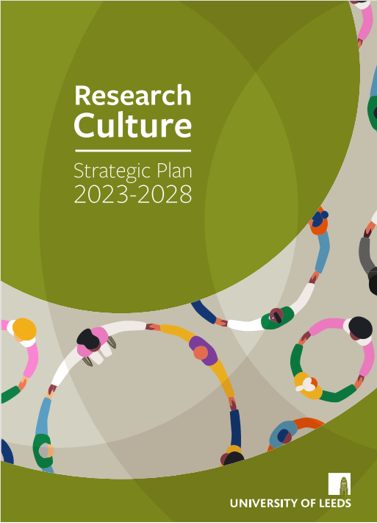 Research
Culture
Strategic Plan
2023-2028
UNIVERSITY OF LEEDS